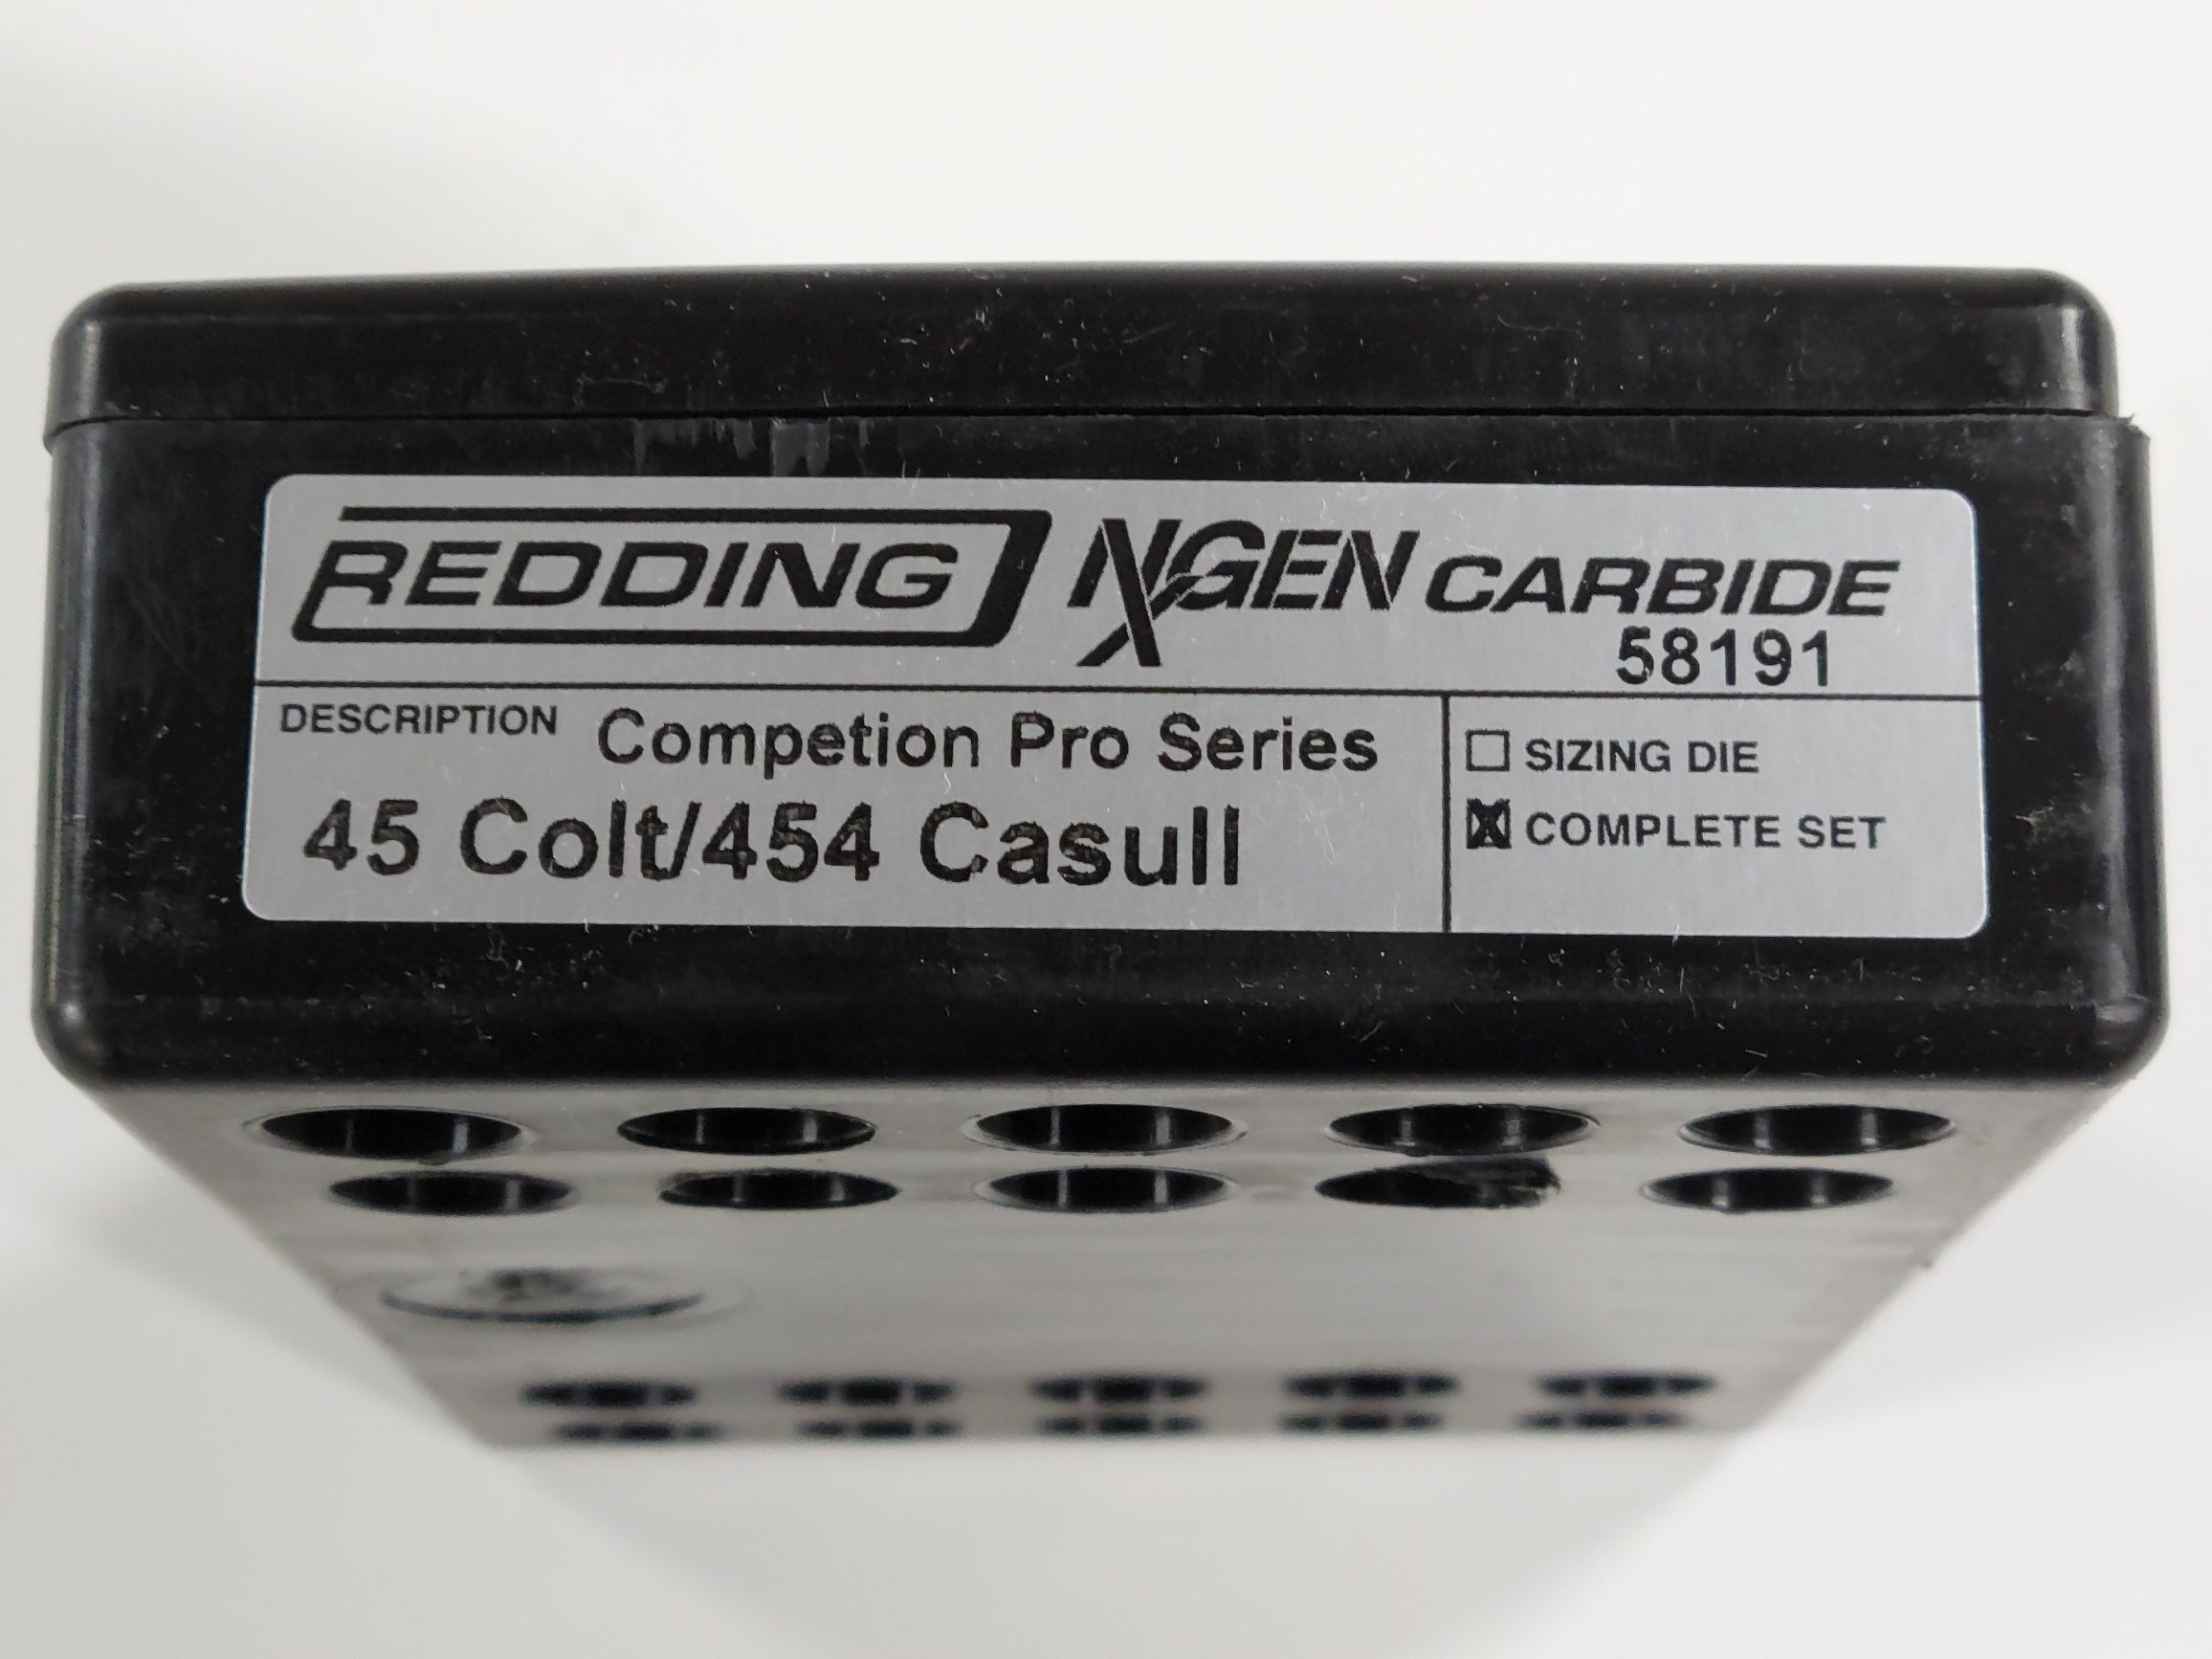 REDDING NXGEN CARBIDE
58191
DESCRIPTION Competion Pro Series
45 Colt/454 Casull
SIZING DIE
COMPLETE SET